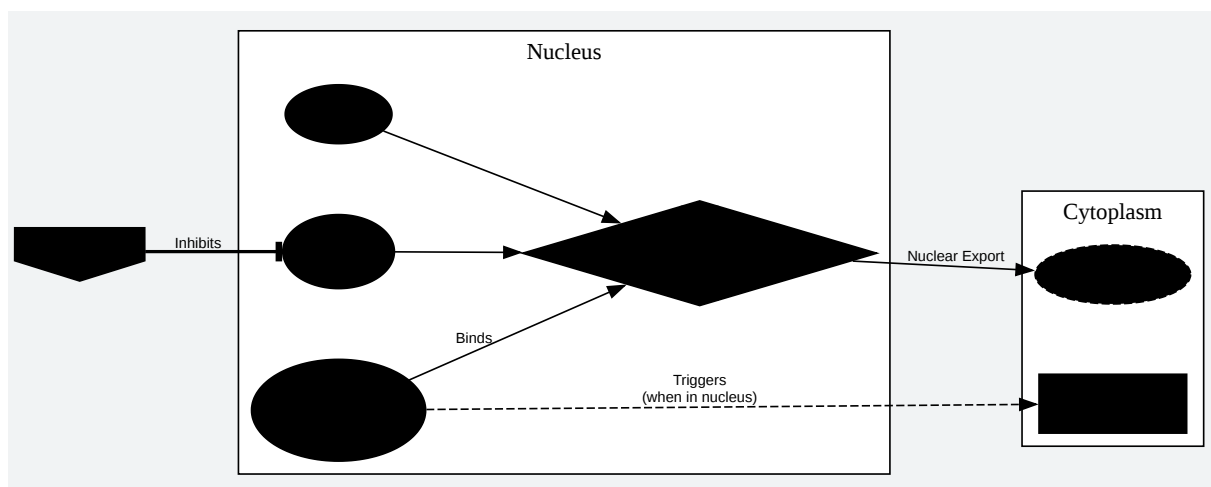 Nucleus
Cytoplasm
Inhibits
Nuclear Export
Binds
Triggers
(when in nucleus)